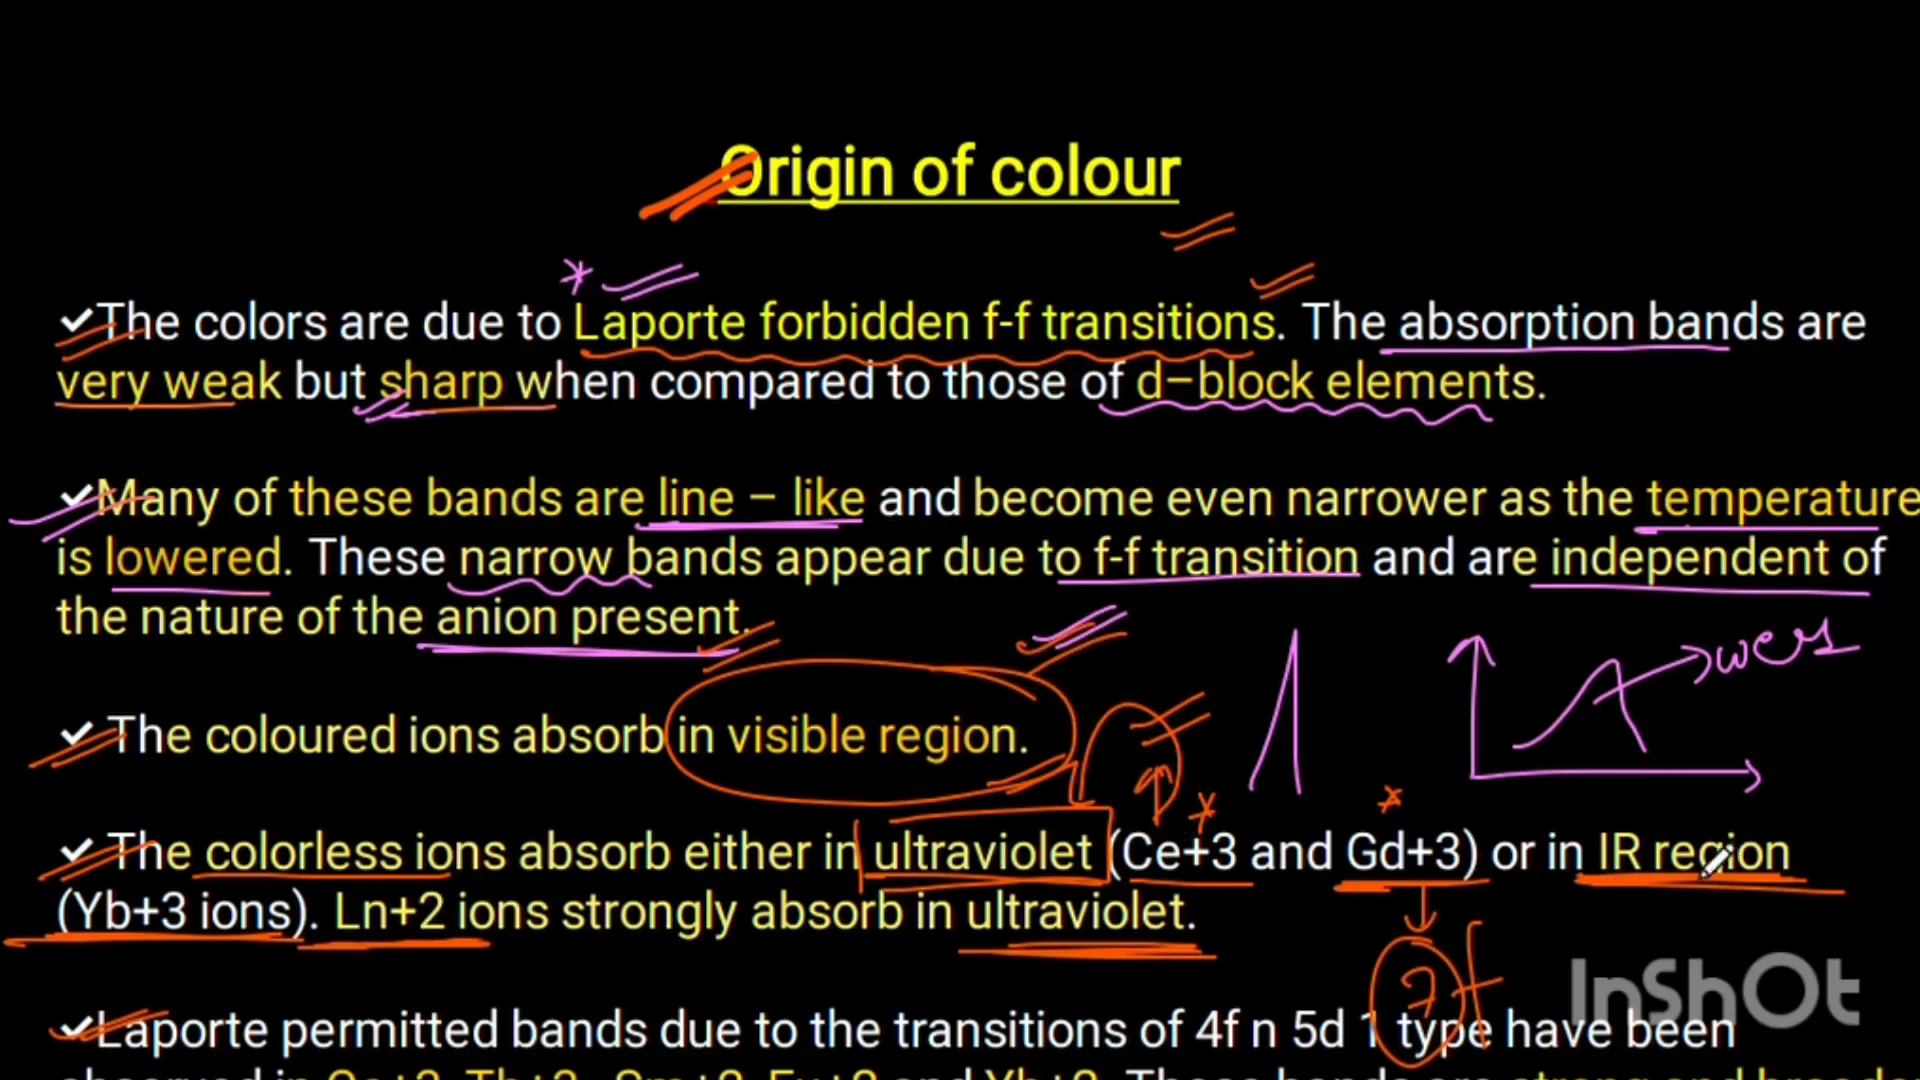 Origin of colour
✔The colors are due to Laporte forbidden f-f transitions. The absorption bands are
very weak but sharp when compared to those of d–block elements.
✔Many of these bands are line – like and become even narrower as the temperature
is lowered. These narrow bands appear due to f-f transition and are independent of
the nature of the anion present.
✔ The coloured ions absorb in visible region.
✔ The colorless ions absorb either in ultraviolet (Ce+3 and Gd+3) or in IR region
(Yb+3 ions). Ln+2 ions strongly absorb in ultraviolet.
7f
InShOt
✔Laporte permitted bands due to the transitions of 4f n 5d 1 type have been